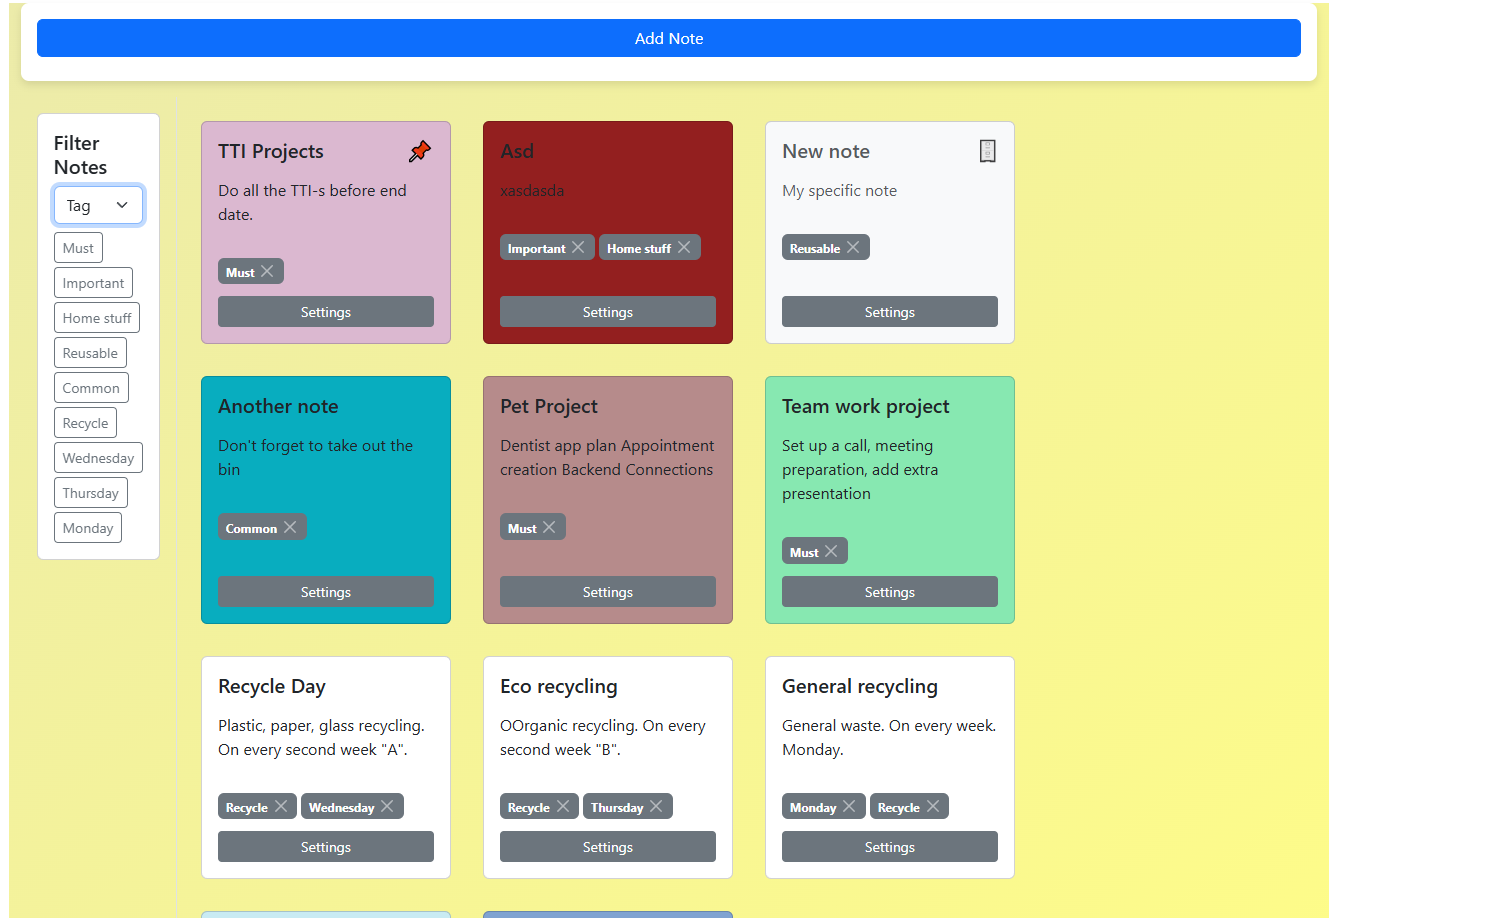 Add Note
Filter
Notes
Tag
Must
Important
Home stuff
Reusable
Common
Recycle
Wednesday
Thursday
Monday
TTI Projects
Do all the TTI-s before end
date.
Must
Settings
Asd
xasdasda
Important Home stuff
Settings
New note
My specific note
Reusable
Settings
Another note
Don't forget to take out the
bin
Common
Settings
Pet Project
Dentist app plan Appointment
creation Backend Connections
Must
Settings
Team work project
Set up a call, meeting
preparation, add extra
presentation
Must
Settings
Recycle Day
Plastic, paper, glass recycling.
On every second week "A".
Recycle Wednesday
Settings
Eco recycling
OOrganic recycling. On every
second week "B".
Recycle Thursday
Settings
General recycling
General waste. On every week.
Monday.
Monday Recycle
Settings